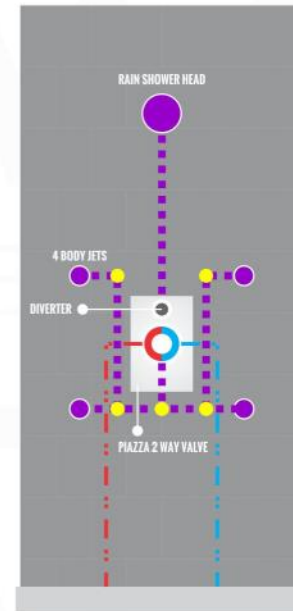 RAIN SHOWER HEAD
4 BODY JETS
DIVERTER
PIAZZA 2 WAY VALVE